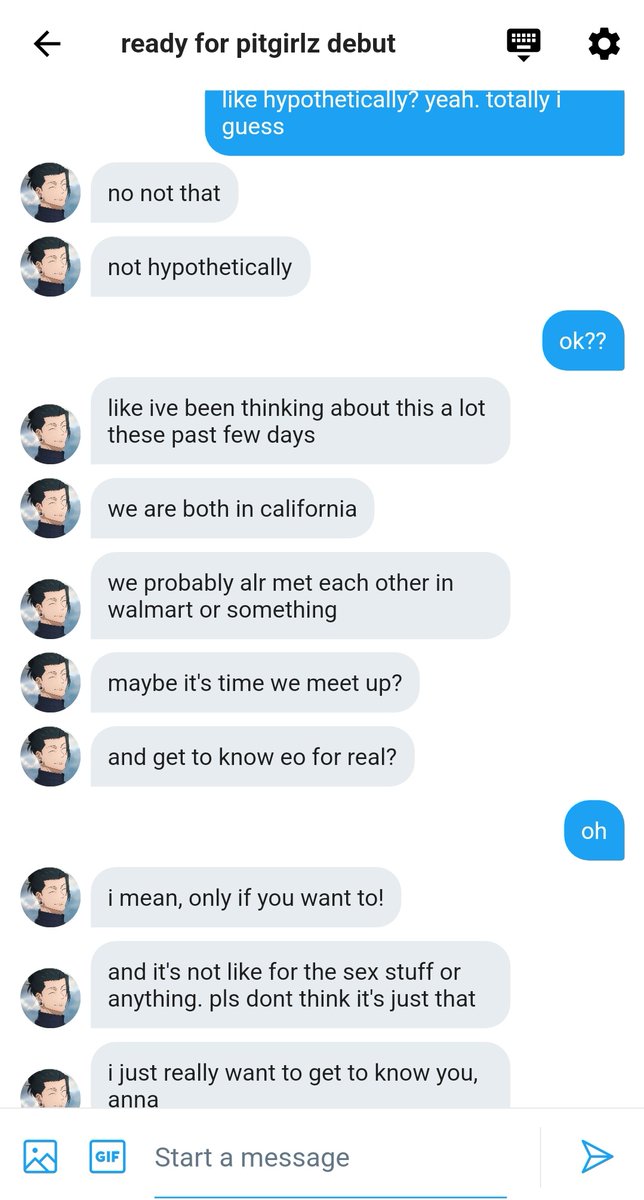 ready for pitgirlz debut
like hypothetically? yeah. totally i
guess
no not that
not hypothetically
ok??
like ive been thinking about this a lot
these past few days
we are both in california
we probably alr met each other in
walmart or something
maybe it's time we meet up?
and get to know eo for real?
oh
i mean, only if you want to!
and it's not like for the sex stuff or
anything. pls dont think it's just that
i just really want to get to know you,
anna
GIF
Start a message